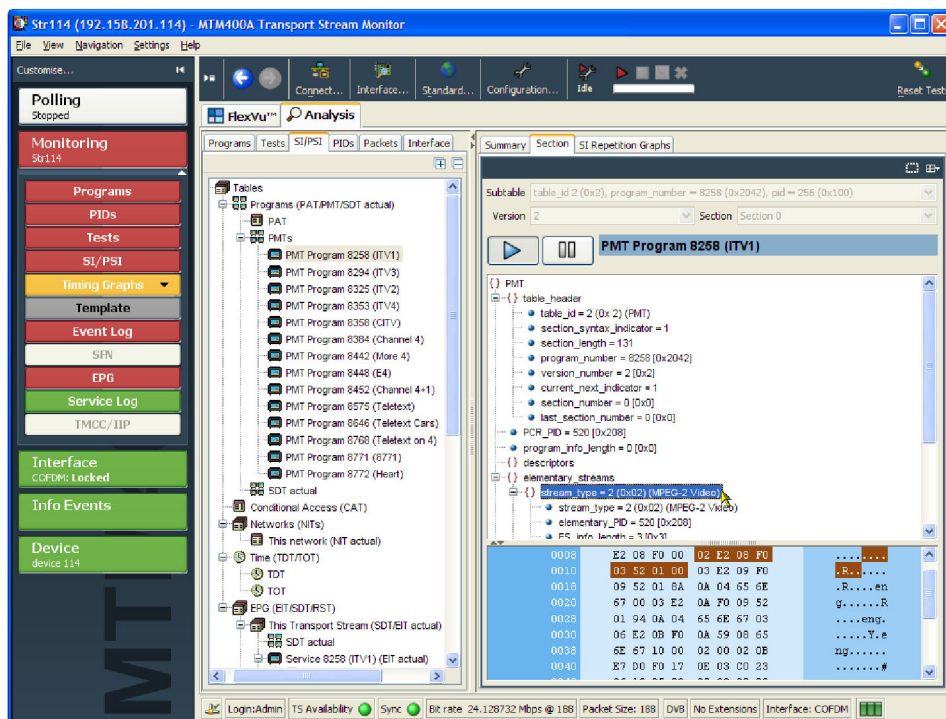 Str114 (192.158.201.114) - MTM400A Transport Stream Monitor
File View Navigation Settings Help
Customise...
Polling
Stopped
Monitoring
Str114
Programs
PIDs
Tests
SI/PSI
Timing Graphs
Template
Event Log
SFN
EPG
Service Log
TMCC/IIP
Interface
COFDM: Locked
Info Events
Device
device 114
MTM
Connect... Interface... Standard... Configuration... Idle Reset Test
FlexVu™ Analysis
Programs Tests SI/PSI PIDs Packets Interface
Tables
Programs (PAT/PMT/SDT actual)
PAT
PMTs
PMT Program 8258 (ITV1)
PMT Program 8294 (ITV3)
PMT Program 8325 (ITV2)
PMT Program 8353 (ITV4)
PMT Program 8358 (CITV)
PMT Program 8384 (Channel 4)
PMT Program 8442 (More 4)
PMT Program 8448 (E4)
PMT Program 8452 (Channel 4+1)
PMT Program 8575 (Teletext)
PMT Program 8646 (Teletext Cars)
PMT Program 8768 (Teletext on 4)
PMT Program 8771 (8771)
PMT Program 8772 (Heart)
SDT actual
Conditional Access (CAT)
Networks (NITs)
This network (NIT actual)
Time (TDT/TOT)
TDT
TOT
EPG (EIT/SDT/RST)
This Transport Stream (SDT/EIT actual)
SDT actual
Service 8258 (ITV1) (EIT actual)
Summary Section SI Repetition Graphs
Subtable table_id 2 (0x2), program_number = 8258 (0x2042), pid = 256 (0x100)
Version 2 Section Section 0
PMT Program 8258 (ITV1)
{} PMT
{} table_header
table_id = 2 (0x 2) (PMT)
section_syntax_indicator = 1
section_length = 131
program_number = 8258 [0x2042]
version_number = 2 [0x2]
current_next_indicator = 1
section_number = 0 [0x0]
last_section_number = 0 [0x0]
PCR_PID = 520 [0x208]
program_info_length = 0 [0x0]
{} descriptors
{} elementary_streams
{} stream_type = 2 (0x02) (MPEG-2 Video)
stream_type = 2 (0x02) (MPEG-2 Video)
elementary_PID = 520 [0x208]
ES_info_length = 3 [0x3]
0008 E2 08 F0 00 02 E2 08 F0 ........
0010 03 52 01 00 03 E2 09 F0 .R......
0018 09 52 01 8A 0A 04 65 6E .R....en
0020 67 00 03 E2 0A F0 09 52 g......R
0028 01 94 0A 04 65 6E 67 03 ....eng.
0030 06 E2 0B F0 0A 59 08 65 .....Y.e
0038 6E 67 10 00 02 00 02 0B ng......
0040 E7 D0 F0 17 0E 03 C0 23 .......#
Login:Admin TS Availability Sync Bit rate 24.128732 Mbps @ 188 Packet Size: 188 DVB No Extensions Interface: COFDM